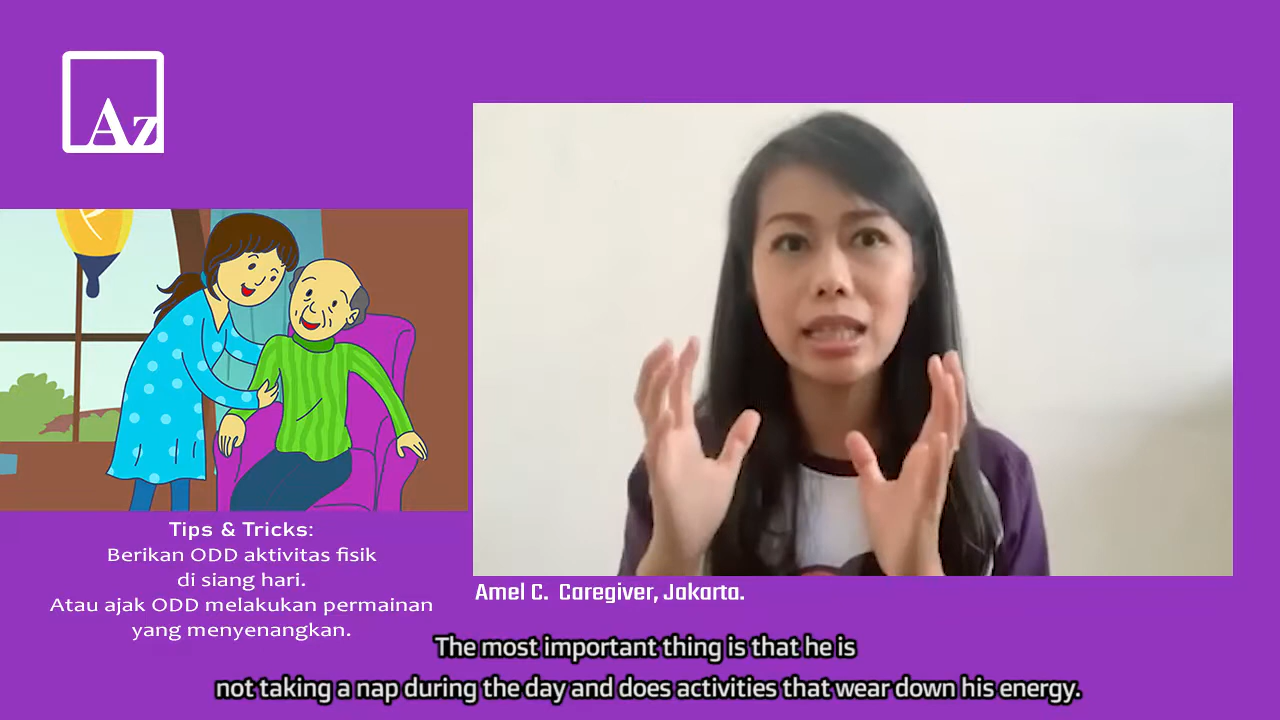 Az
Tips & Tricks:
Berikan ODD aktivitas fisik
di siang hari.
Atau ajak ODD melakukan permainan
yang menyenangkan.
Amel C. Caregiver, Jakarta.
The most important thing is that he is
not taking a nap during the day and does activities that wear down his energy.